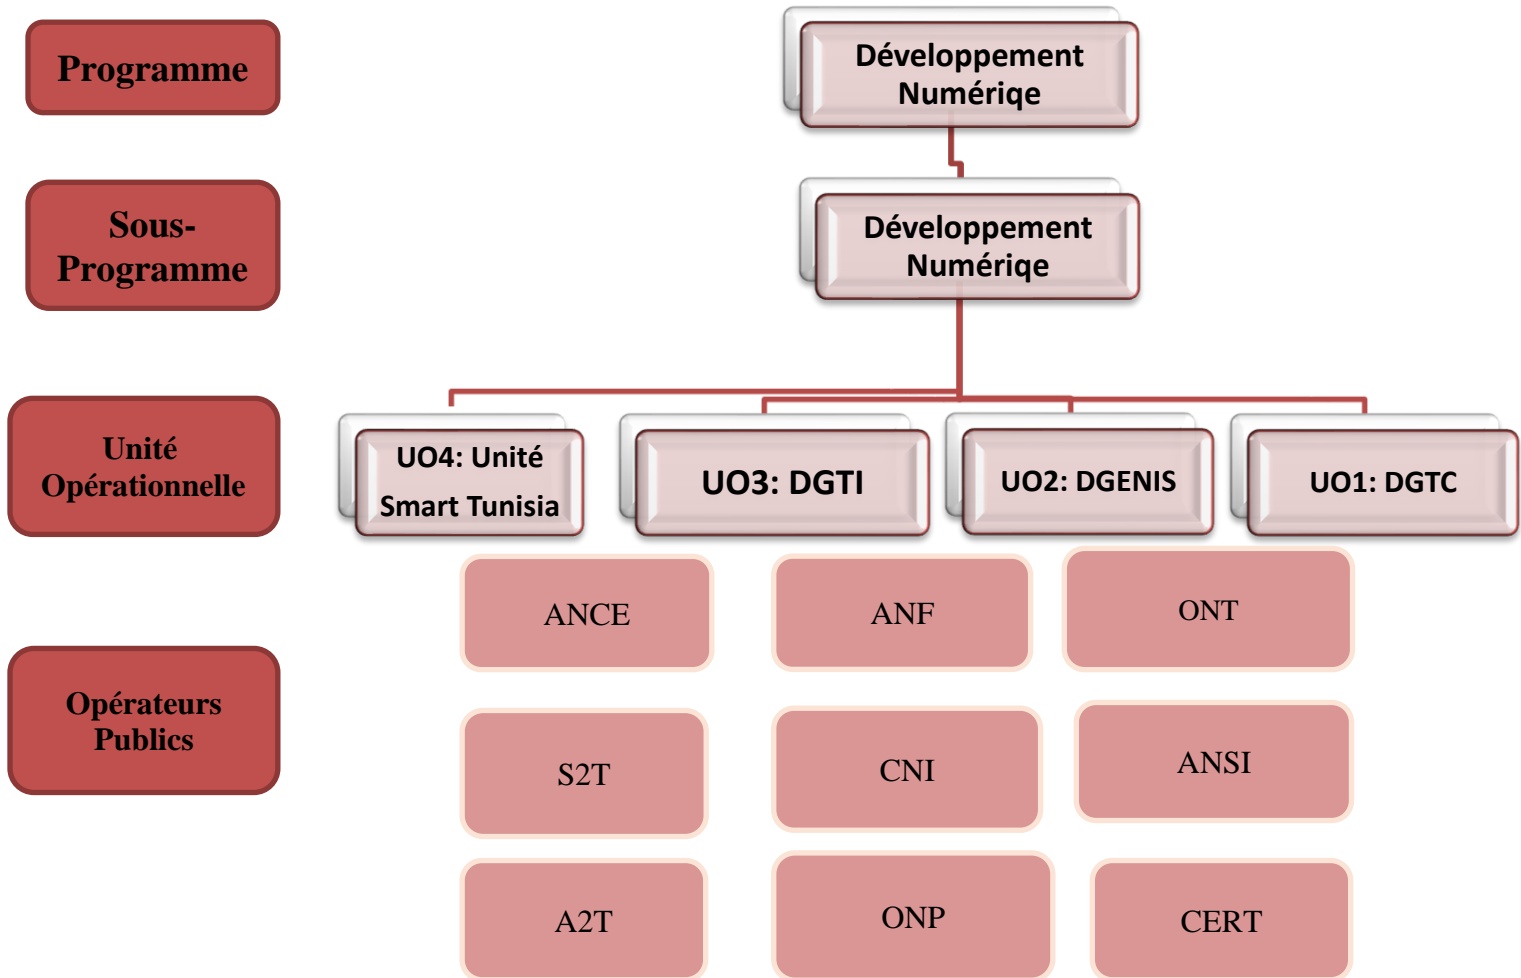 Programme
Développement
Numériqe
Sous-
Programme
Développement
Numériqe
Unité
Opérationnelle
UO4: Unité
Smart Tunisia
UO3: DGTI
UO2: DGENIS
UO1: DGTC
Opérateurs
Publics
ANCE
ANF
ONT
S2T
CNI
ANSI
A2T
ONP
CERT